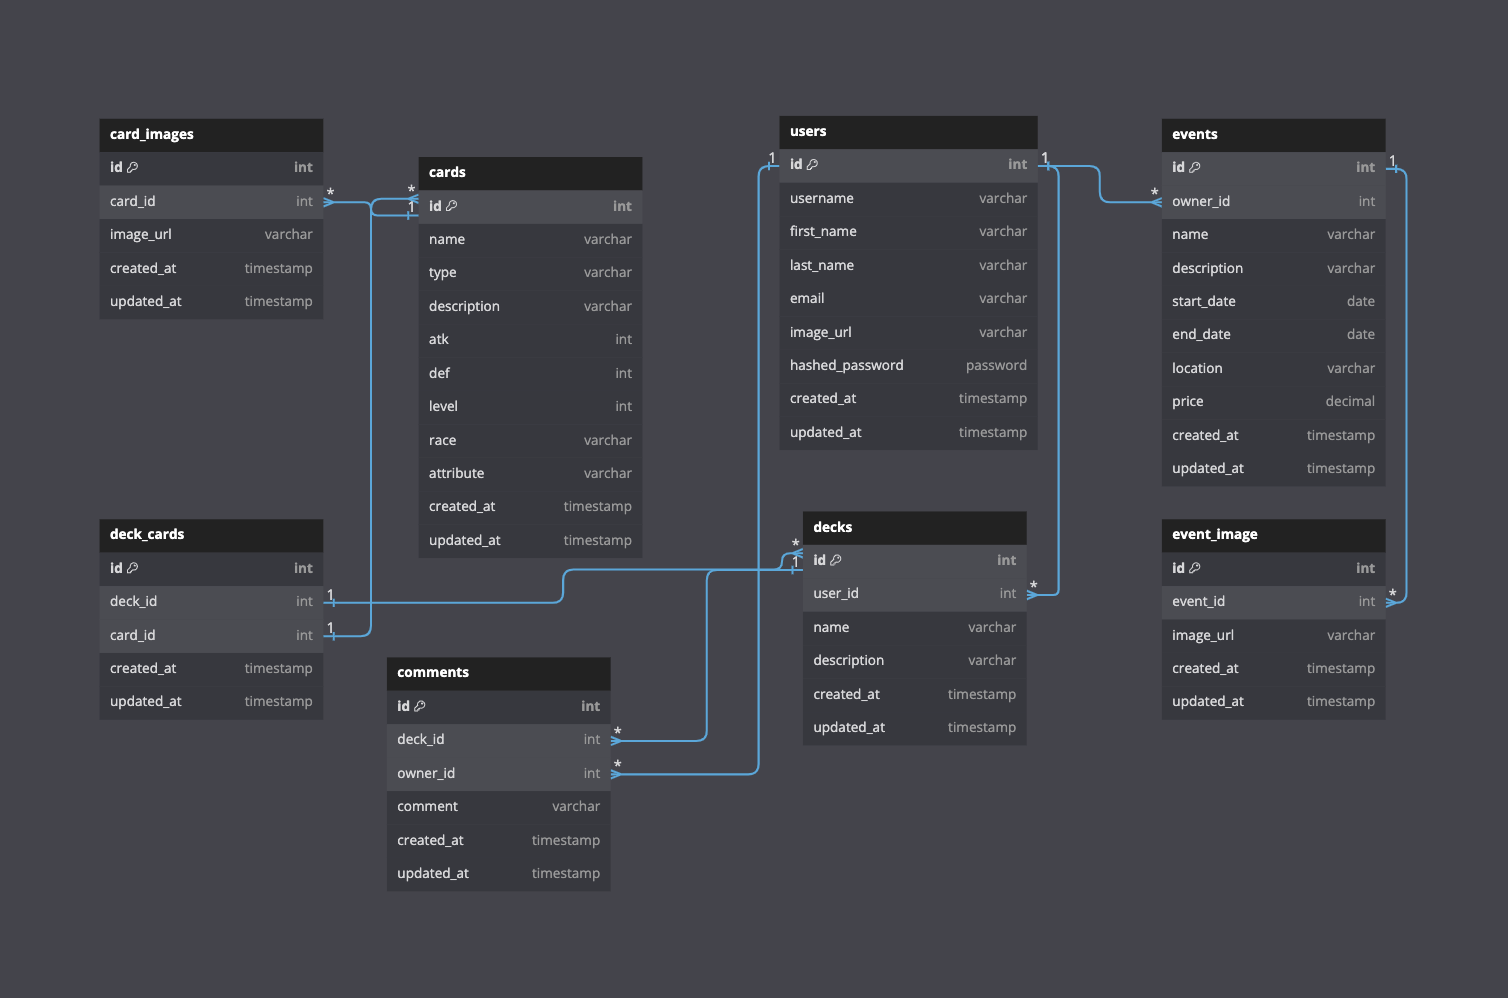 card_images
id int
card_id int
image_url varchar
created_at timestamp
updated_at timestamp
*
cards
id int
name varchar
type varchar
description varchar
atk int
def int
level int
race varchar
attribute varchar
created_at timestamp
updated_at timestamp
*
1
users
id int
username varchar
first_name varchar
last_name varchar
email varchar
image_url varchar
hashed_password password
created_at timestamp
updated_at timestamp
1
1
events
id int
owner_id int
name varchar
description varchar
start_date date
end_date date
location varchar
price decimal
created_at timestamp
updated_at timestamp
1
*
deck_cards
id int
deck_id int
card_id int
created_at timestamp
updated_at timestamp
1
1
comments
id int
deck_id int
owner_id int
comment varchar
created_at timestamp
updated_at timestamp
*
*
decks
id int
user_id int
name varchar
description varchar
created_at timestamp
updated_at timestamp
*
1
*
event_image
id int
event_id int
image_url varchar
created_at timestamp
updated_at timestamp
*